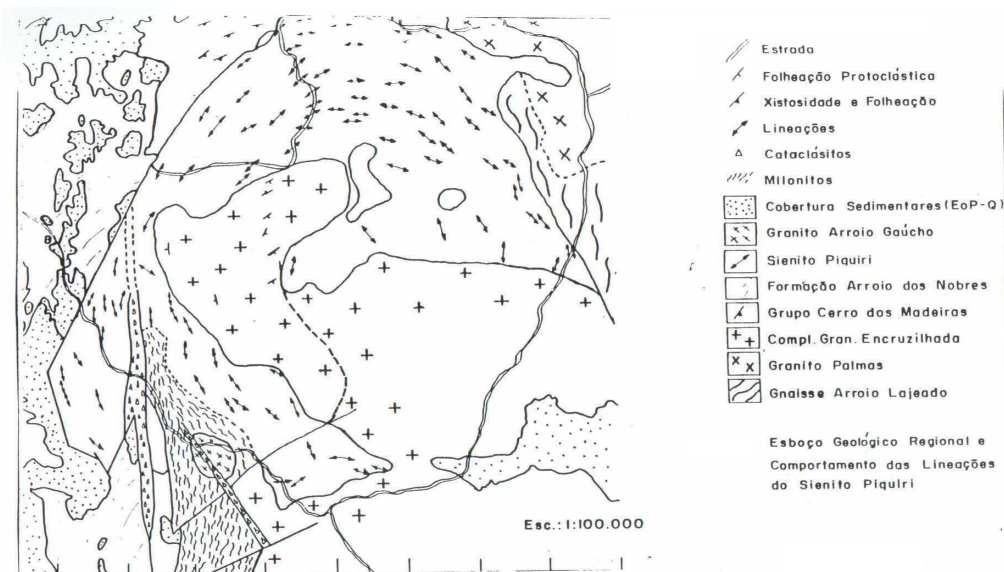 Estrada
Folheação Protoclástica
Xistosidade e Folheação
Lineações
Cataclásitos
Milonitos
Cobertura Sedimentares (EoP-Q)
Granito Arroio Gaúcho
Sienito Piquiri
Formação Arroio dos Nobres
Grupo Cerro dos Madeiras
Compl. Gran. Encruzilhada
Granito Palmas
Gnaisse Arroio Lajeado
Esboço Geológico Regional e
Comportamento das Lineações
do Sienito Piquiri
Esc.: 1:100.000